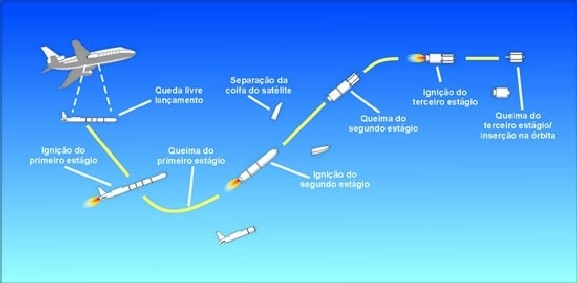 Queda livre
lançamento
Ignição do
primeiro estágio
Queima do
primeiro estágio
Separação da
coifa do satélite
Ignição do
segundo estágio
Queima do
segundo estágio
Ignição do
terceiro estágio
Queima do
terceiro estágio/
inserção na órbita